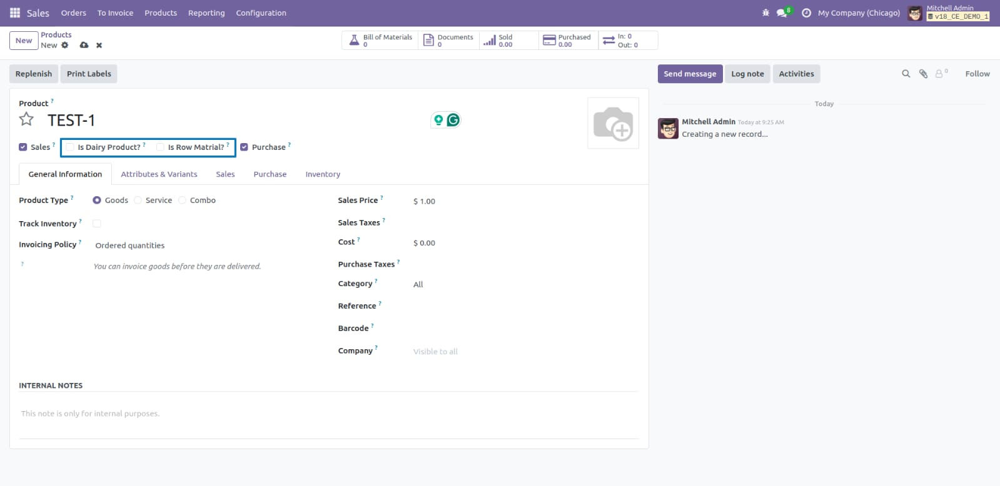 Sales Orders To Invoice Products Reporting Configuration 8 My Company (Chicago) Mitchell Admin
v18_CE_DEMO_1
New Products
New
Bill of Materials 0 Documents 0 Sold 0.00 Purchased 0.00 In: 0 Out: 0
Replenish Print Labels Send message Log note Activities 0 Follow
Product ?
TEST-1
Sales ? Is Dairy Product? ? Is Row Matrial? ? Purchase ?
General Information Attributes & Variants Sales Purchase Inventory
Product Type ? Goods Service Combo
Track Inventory ?
Invoicing Policy ? Ordered quantities
? You can invoice goods before they are delivered.
Sales Price ? $ 1.00
Sales Taxes ?
Cost ? $ 0.00
Purchase Taxes ?
Category ? All
Reference ?
Barcode ?
Company ? Visible to all
INTERNAL NOTES
This note is only for internal purposes.
Today
Mitchell Admin Today at 9:25 AM
Creating a new record...